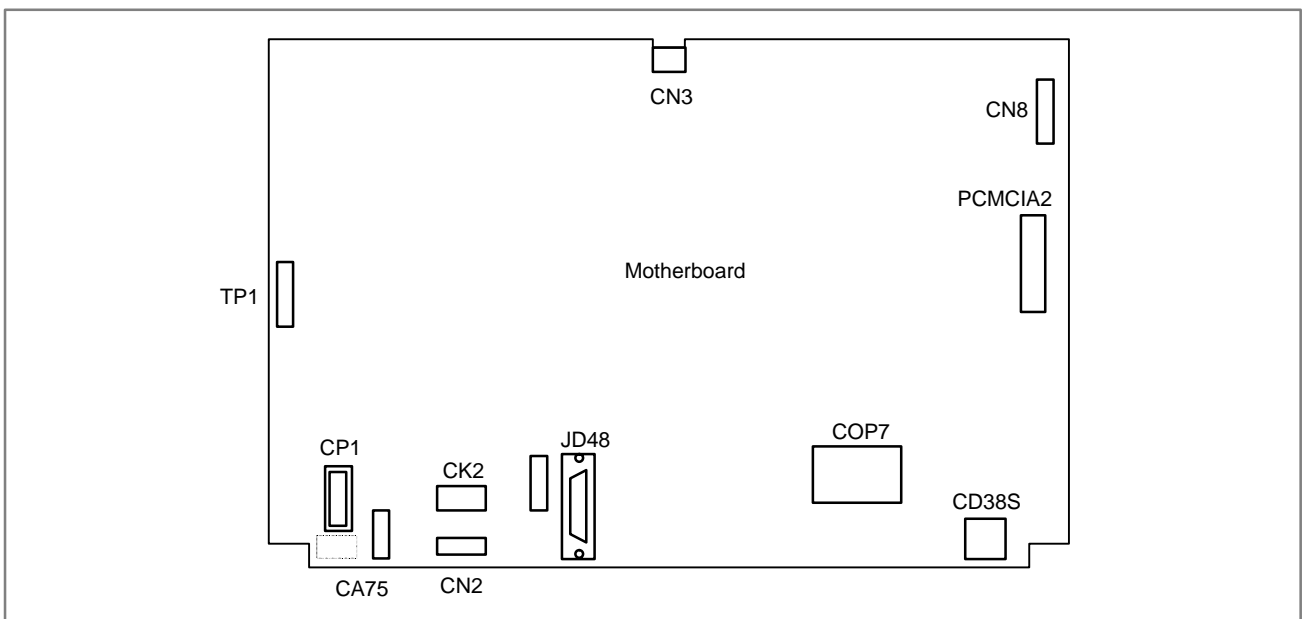 CN3
CN8
PCMCIA2
Motherboard
TP1
CP1
CK2
JD48
COP7
CD38S
CA75
CN2